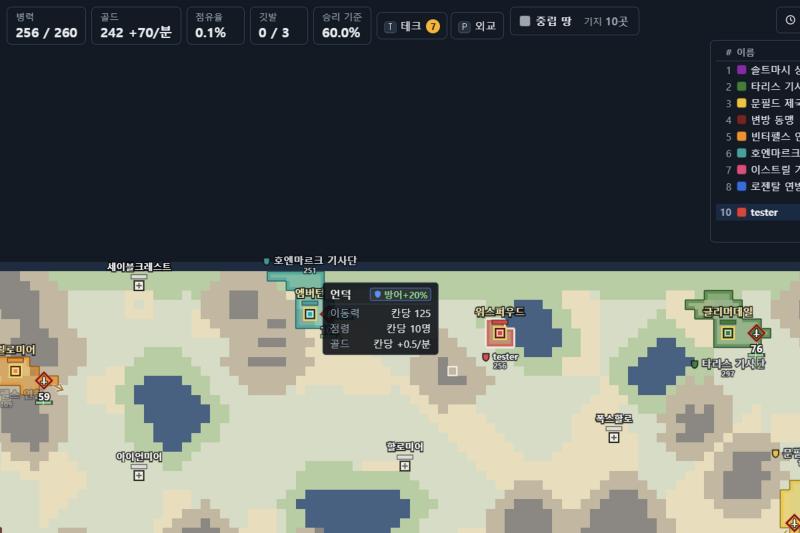 병력
256 / 260
골드
242 +70/분
점유율
0.1%
깃발
0 / 3
승리 기준
60.0%
T 테크 7
P 외교
중립 땅 기지 10곳
# 이름
1 솔트마시
2 타리스 기사
3 문필드 제국
4 변방 동맹
5 빈터펠스
6 호엔마르크
7 이스트릴
8 로젠탈 연방
10 tester
세이블크레스트
호엔마르크 기사단
251
엠버
언덕 방어+20%
이동력 칸당 125
점령 칸당 10명
골드 칸당 +0.5/분
위스퍼우드
tester
256
글리미데일
76
타리스 기사단
297
로미어
59
폭스할로
할로미어
아이언미어